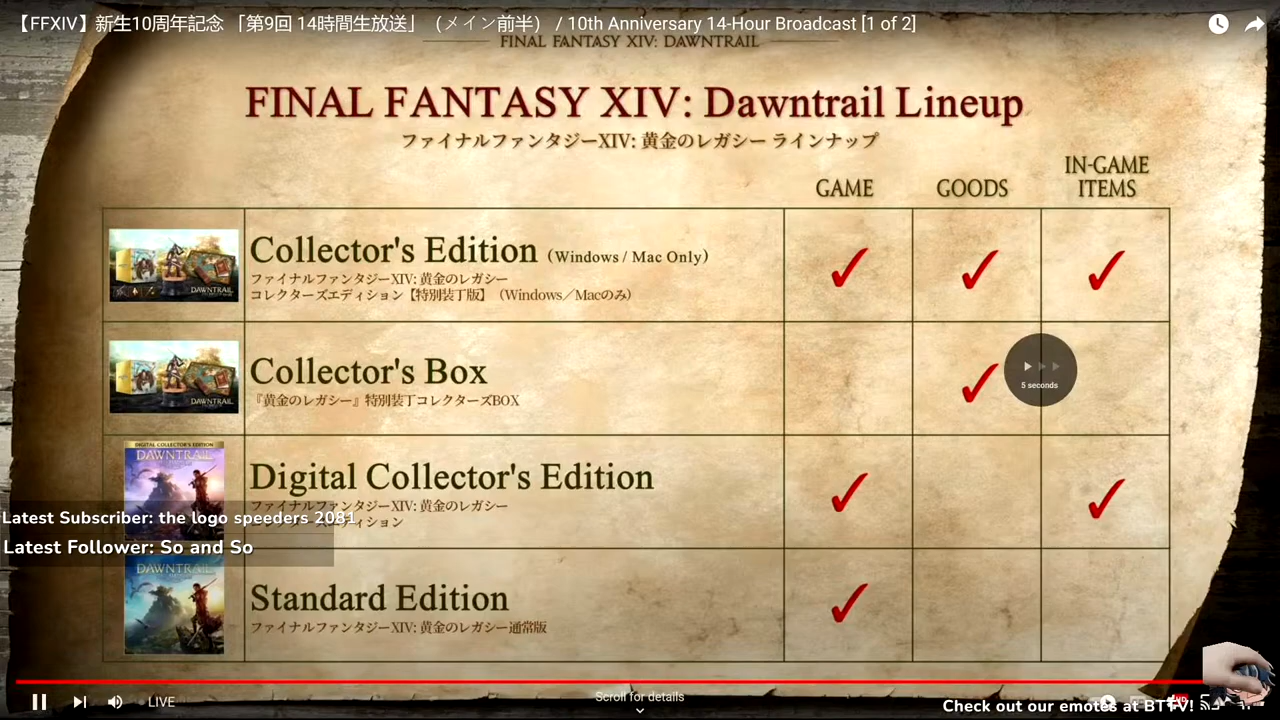 【FFXIV】新生10周年記念 「第9回 14時間生放送」 (メイン前半) / 10th Anniversary 14-Hour Broadcast [1 of 2]
FINAL FANTASY XIV: DAWNTRAIL
FINAL FANTASY XIV: Dawntrail Lineup
ファイナルファンタジーXIV: 黄金のレガシー ラインナップ
GAME
GOODS
IN-GAME
ITEMS
DAWNTRAIL
Collector's Edition (Windows / Mac Only)
ファイナルファンタジーXIV: 黄金のレガシー
コレクターズエディション【特別装丁版】 (Windows/Macのみ)
DAWNTRAIL
Collector's Box
『黄金のレガシー』特別装丁コレクターズBOX
5 seconds
DIGITAL COLLECTOR'S EDITION
DAWNTRAIL
Digital Collector's Edition
ファイナルファンタジーXIV: 黄金のレガシー
ィション
Latest Subscriber: the logo speeders 2081
Latest Follower: So and So
DAWNTRAIL
Standard Edition
ファイナルファンタジーXIV: 黄金のレガシー通常版
LIVE
Scroll for details
HD
Check out our emotes at BTTV!